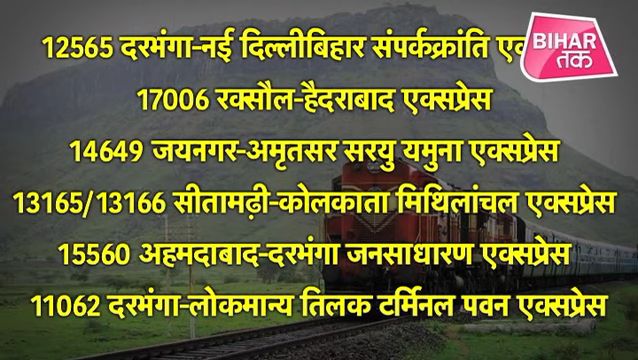 12565 दरभंगा-नई दिल्लीबिहार संपर्कक्रांति
17006 रक्सौल-हैदराबाद एक्सप्रेस
14649 जयनगर-अमृतसर सरयु यमुना एक्सप्रेस
13165/13166 सीतामढ़ी-कोलकाता मिथिलांचल एक्सप्रेस
15560 अहमदाबाद-दरभंगा जनसाधारण एक्सप्रेस
11062 दरभंगा-लोकमान्य तिलक टर्मिनल पवन एक्सप्रेस
BIHAR
तक